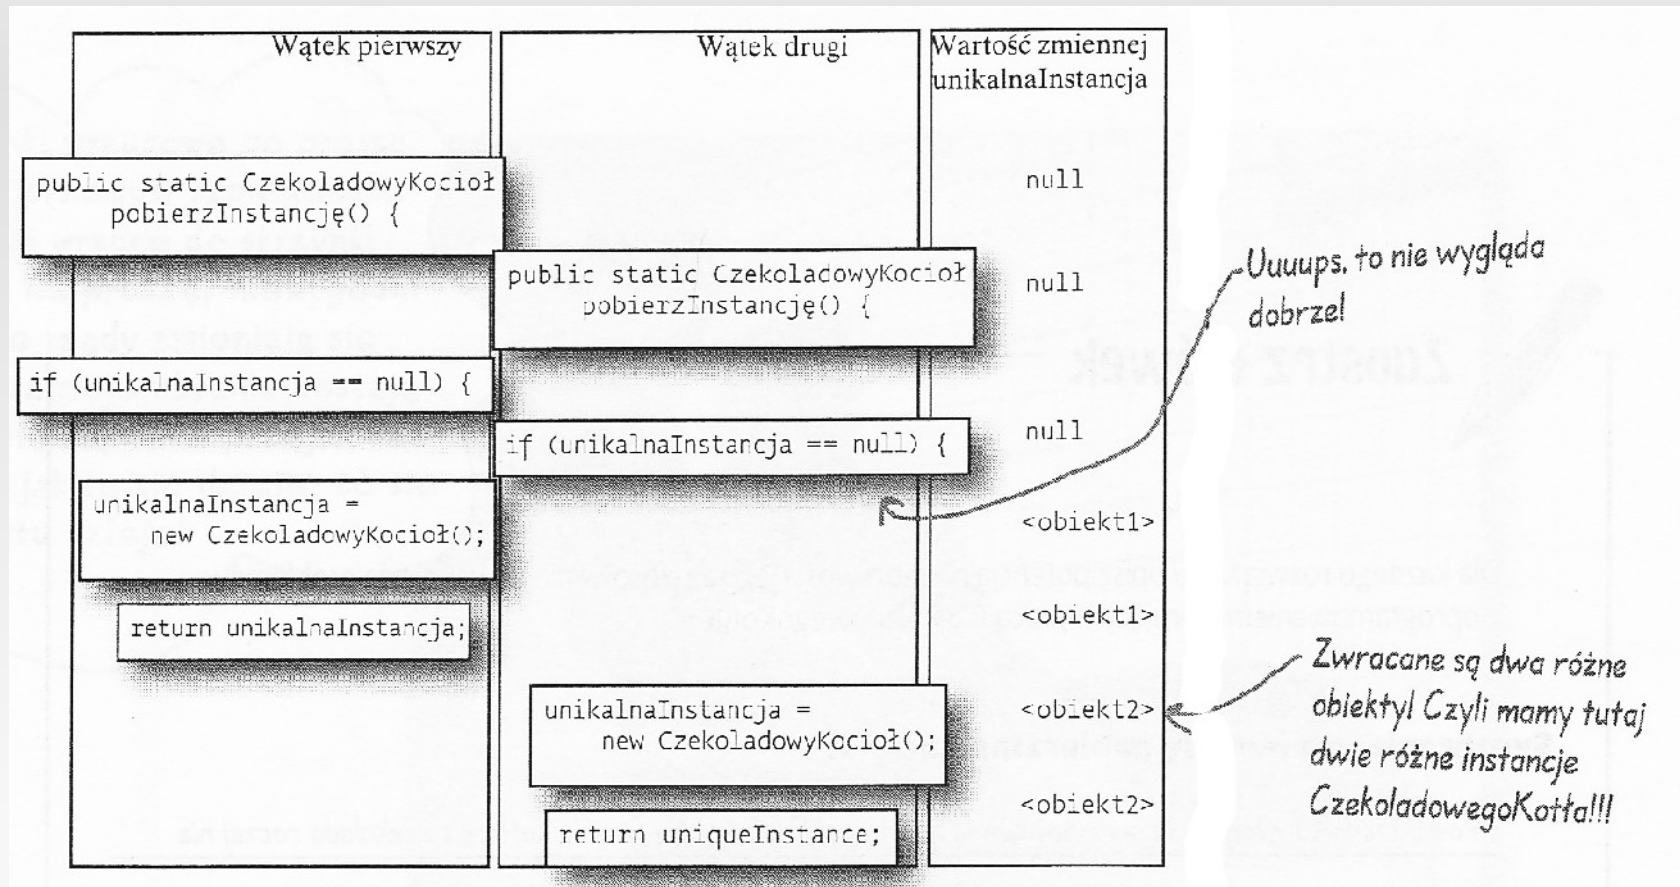 Wątek pierwszy
Wątek drugi
Wartość zmiennej
unikalnaInstancja
public static CzekoladowyKocioł
pobierzInstancję() {
null
public static CzekoladowyKocioł
pobierzInstancję() {
null
Uuuups, to nie wygląda
dobrze!
if (unikalnaInstancja == null) {
if (unikalnaInstancja == null) {
null
unikalnaInstancja =
new CzekoladowyKocioł();
<obiekt1>
return unikalnaInstancja;
<obiekt1>
Zwracane są dwa różne
obiekty! Czyli mamy tutaj
dwie różne instancje
CzekoladowegoKotła!!!
unikalnaInstancja =
new CzekoladowyKocioł();
<obiekt2>
return uniqueInstance;
<obiekt2>